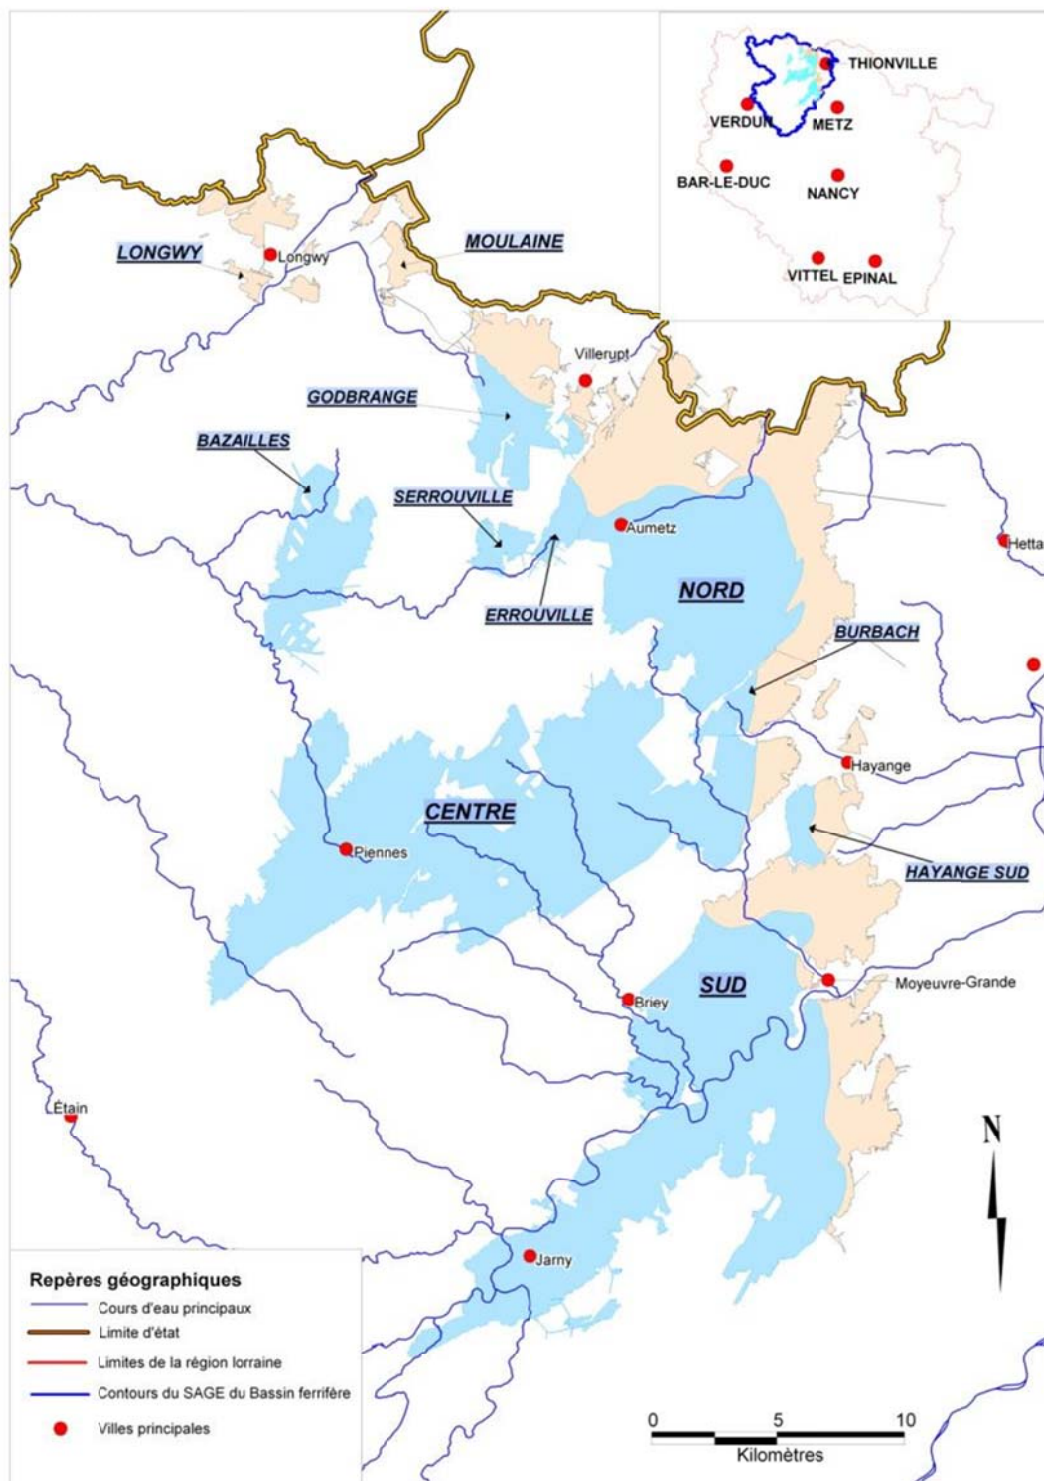 THIONVILLE
VERDUN
METZ
BAR-LE-DUC
NANCY
VITTEL
EPINAL
LONGWY
MOULAINE
Longwy
Villerupt
GODBRANGE
BAZAILLES
SERROUVILLE
Aumetz
Hetta
NORD
ERROUVILLE
BURBACH
Hayange
CENTRE
Piennes
HAYANGE SUD
SUD
Moyeuvre-Grande
Briey
Étain
N
Jarny
Repères géographiques
Cours d'eau principaux
Limite d'état
Limites de la région lorraine
Contours du SAGE du Bassin ferrifère
Villes principales
0 5 10
Kilomètres